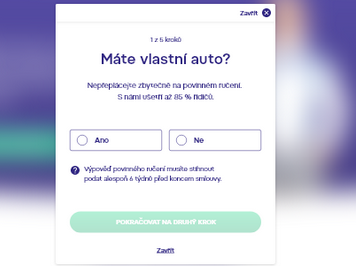 Zavřít
1 z 5 kroků
Máte vlastní auto?
Nepřeplácejte zbytečně na povinném ručení.
S námi ušetří až 85 % řidičů.
Ano
Ne
Výpověď povinného ručení musíte stihnout
podat alespoň 6 týdnů před koncem smlouvy.
POKRAČOVAT NA DRUHÝ KROK
Zavřít